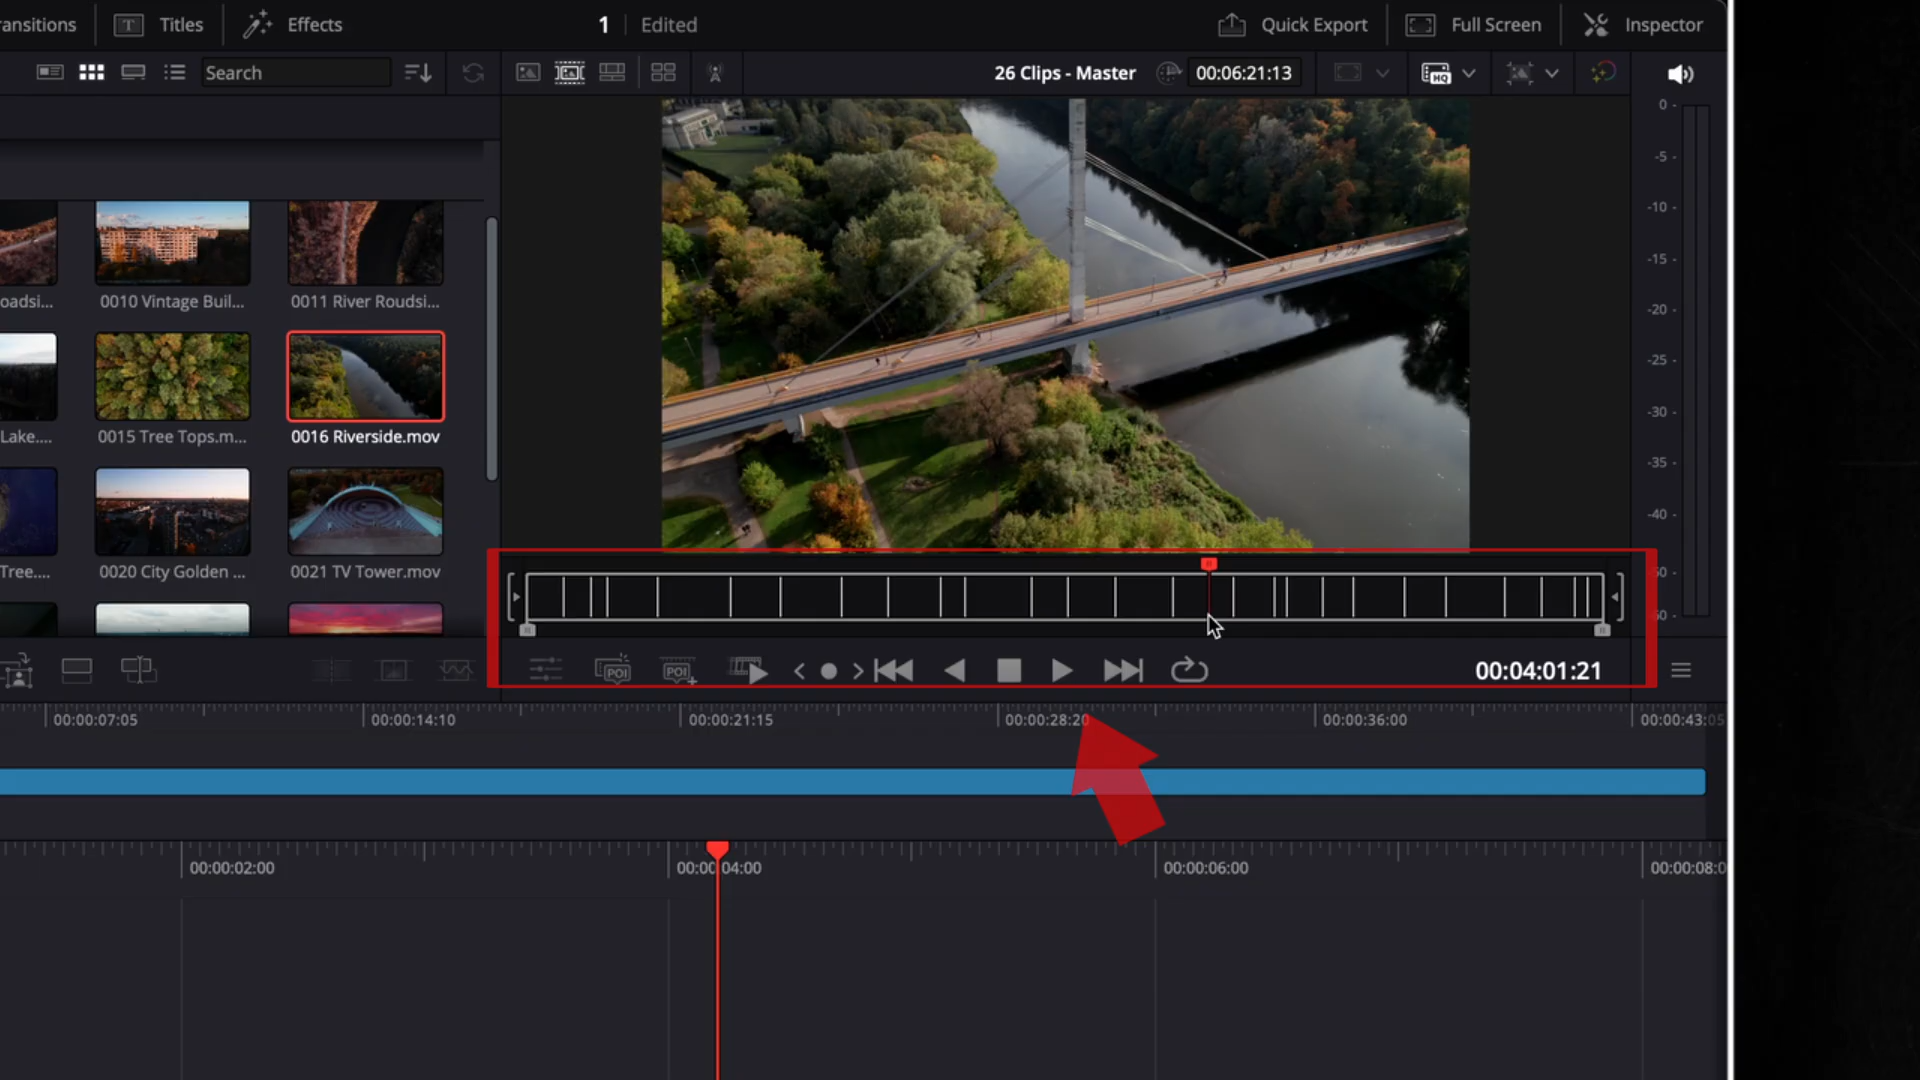 ansitions
Titles
Effects
1
Edited
Quick Export
Full Screen
Inspector
Search
26 Clips - Master
00:06:21:13
HQ
0
-5
-10
-15
-20
-25
-30
-35
-40
-50
oadsi...
0010 Vintage Buil...
0011 River Roudsi...
Lake....
0015 Tree Tops.m...
0016 Riverside.mov
Tree....
0020 City Golden ...
0021 TV Tower.mov
POI
POI
00:04:01:21
00:00:07:05
00:00:14:10
00:00:21:15
00:00:28:20
00:00:36:00
00:00:43:05
00:00:02:00
00:00:04:00
00:00:06:00
00:00:08:0